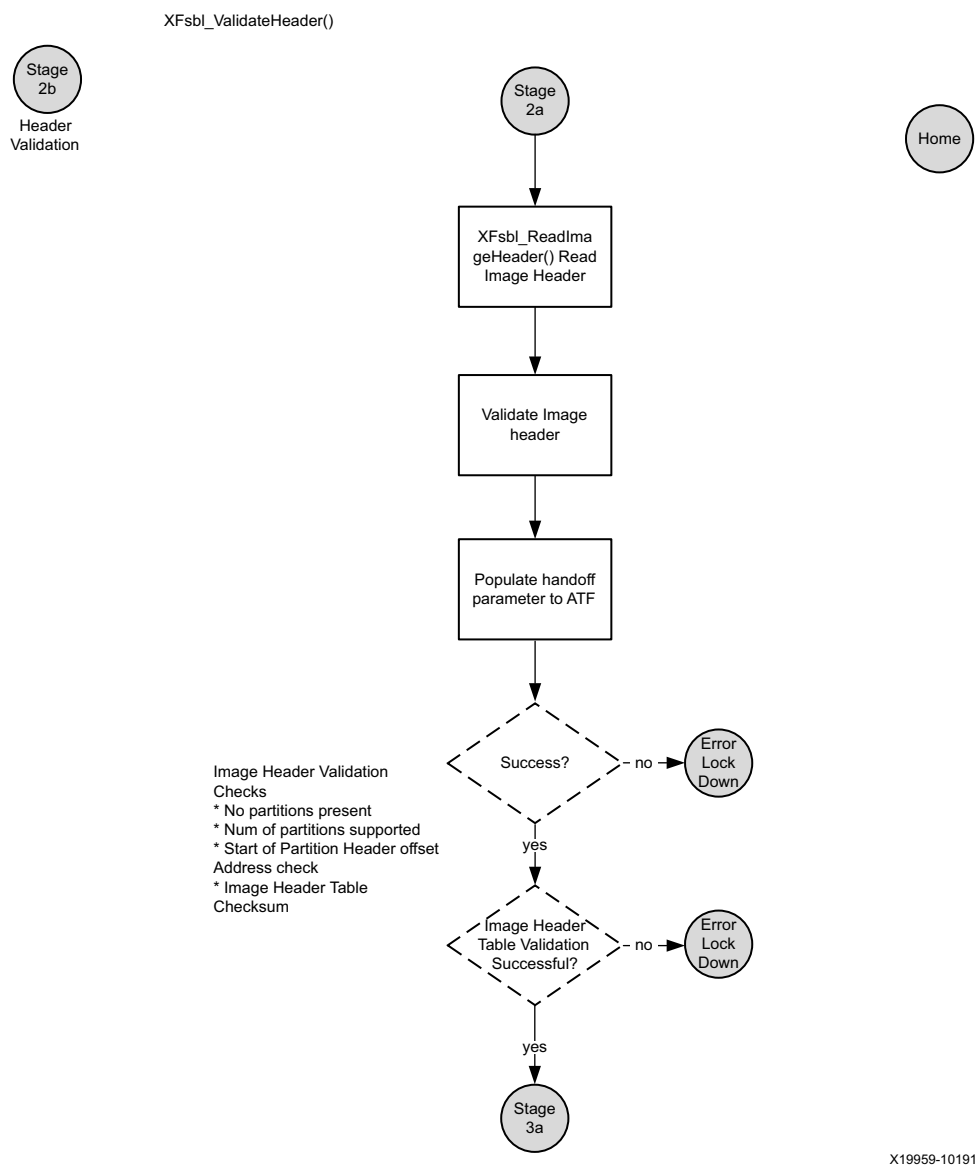 XFsbl_ValidateHeader()
Stage
2b
Header
Validation
Stage
2a
Home
XFsbl_ReadIma
geHeader() Read
Image Header
Validate Image
header
Populate handoff
parameter to ATF
Success?
no
Error
Lock
Down
Image Header Validation
Checks
* No partitions present
* Num of partitions supported
* Start of Partition Header offset
Address check
* Image Header Table
Checksum
yes
Image Header
Table Validation
Successful?
no
Error
Lock
Down
yes
Stage
3a
X19959-10191